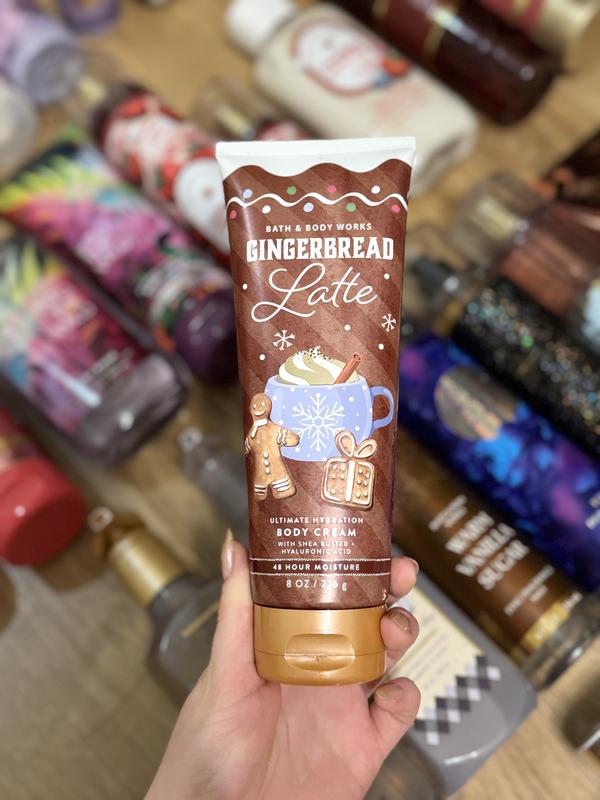 BATH & BODY WORKS
GINGERBREAD
Latte
ULTIMATE HYDRATION
BODY CREAM
WITH SHEA BUTTER +
HYALURONIC ACID
48 HOUR MOISTURE
8 OZ / 226 g
WARM
VANILLA
SUGAR